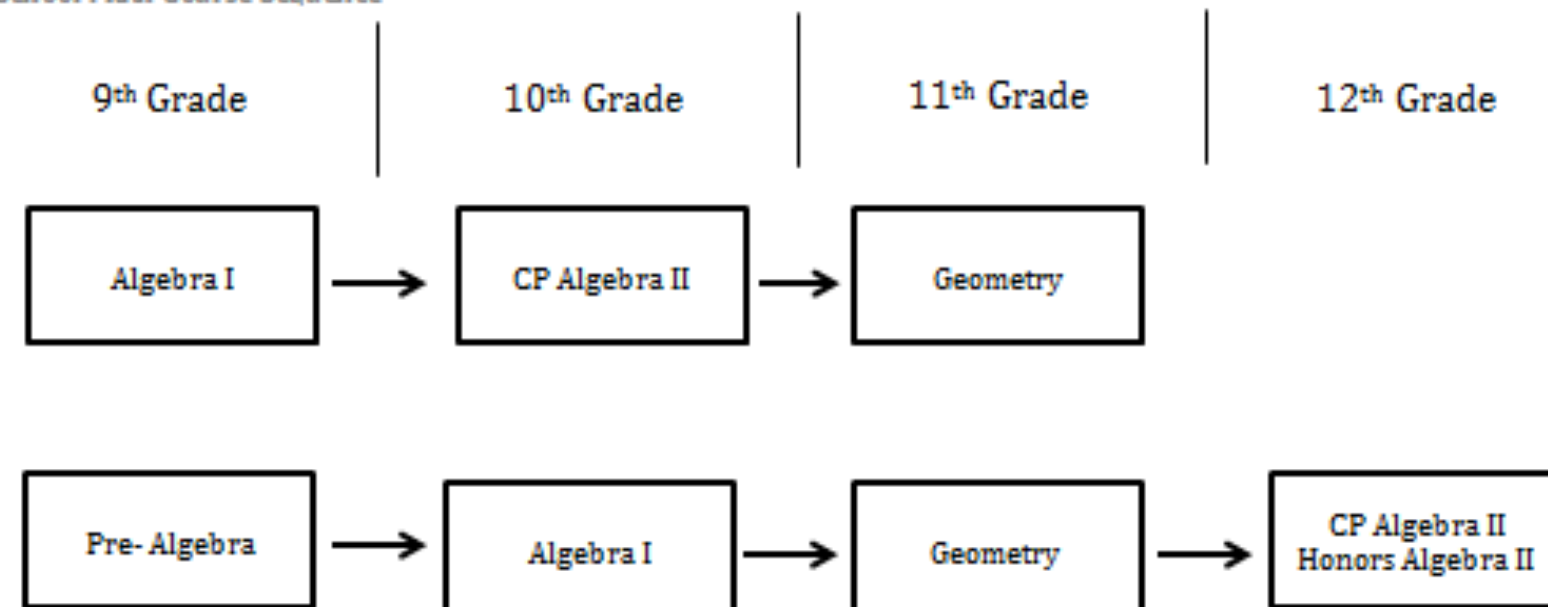 9th Grade
10th Grade
11th Grade
12th Grade
Algebra I
CP Algebra II
Geometry
Pre- Algebra
Algebra I
Geometry
CP Algebra II
Honors Algebra II